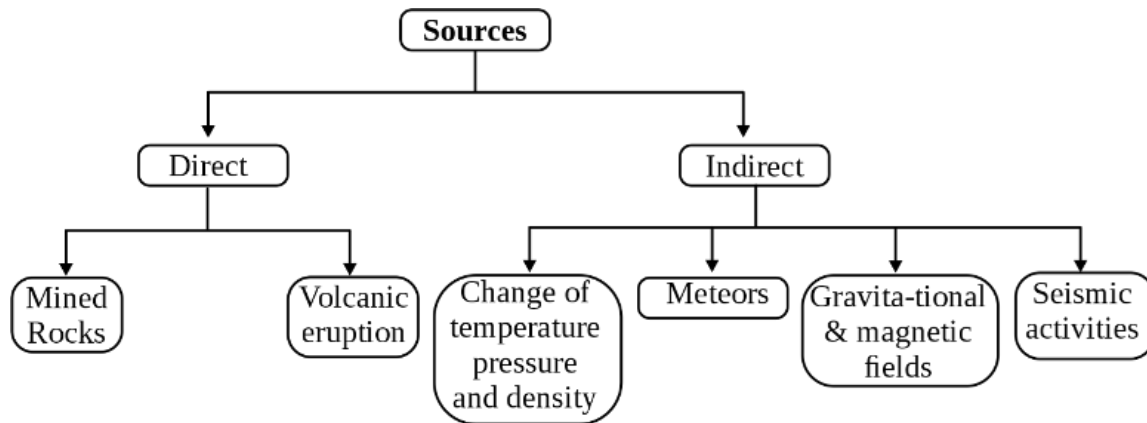 Sources
Direct
Indirect
Mined
Rocks
Volcanic
eruption
Change of
temperature
pressure
and density
Meteors
Gravita-tional
& magnetic
fields
Seismic
activities